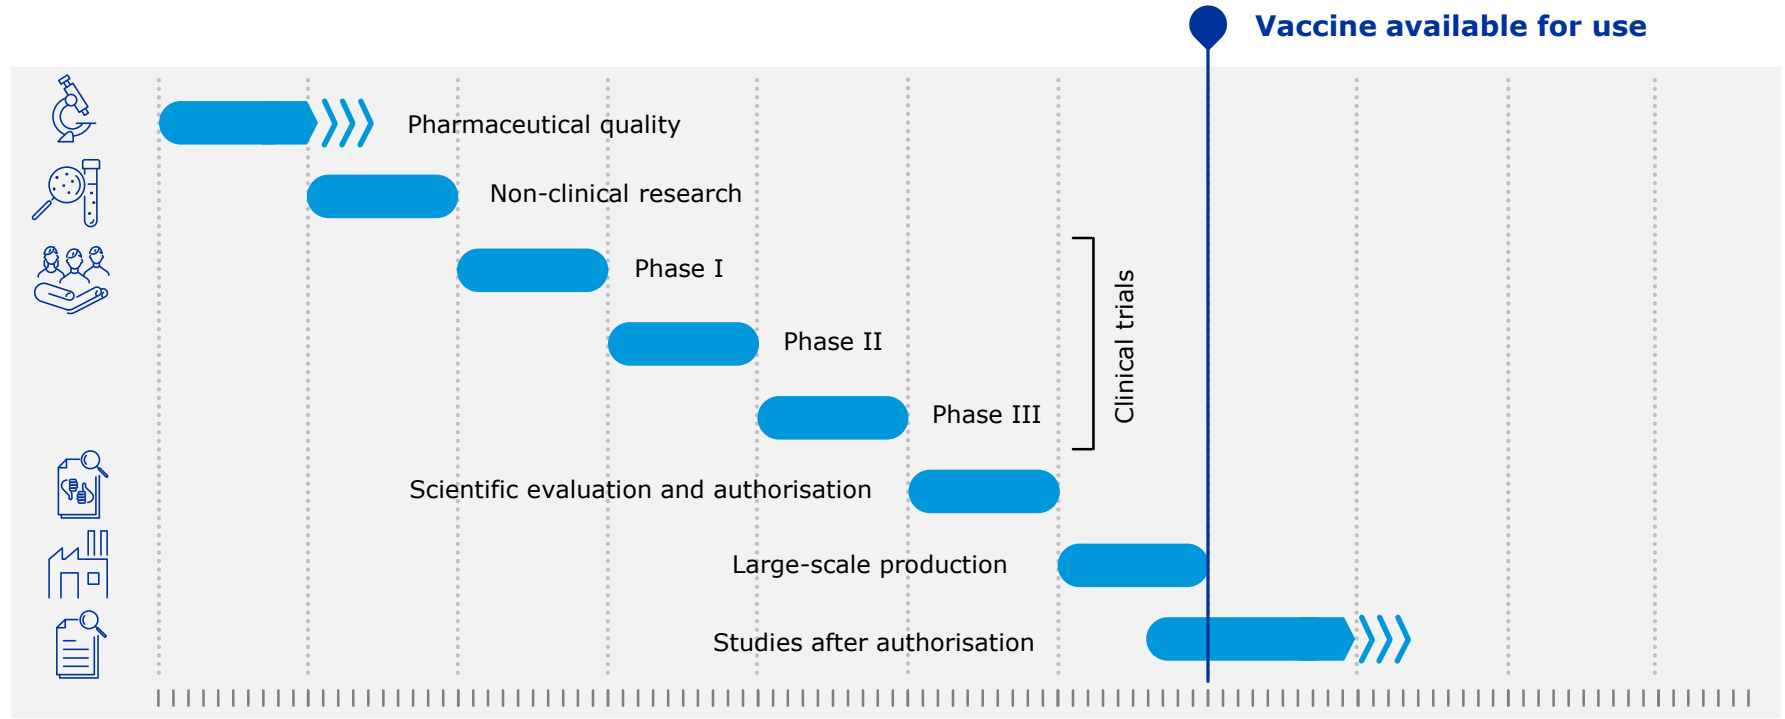 Vaccine available for use
Pharmaceutical quality
Non-clinical research
Phase I
Phase II
Phase III
Clinical trials
Scientific evaluation and authorisation
Large-scale production
Studies after authorisation